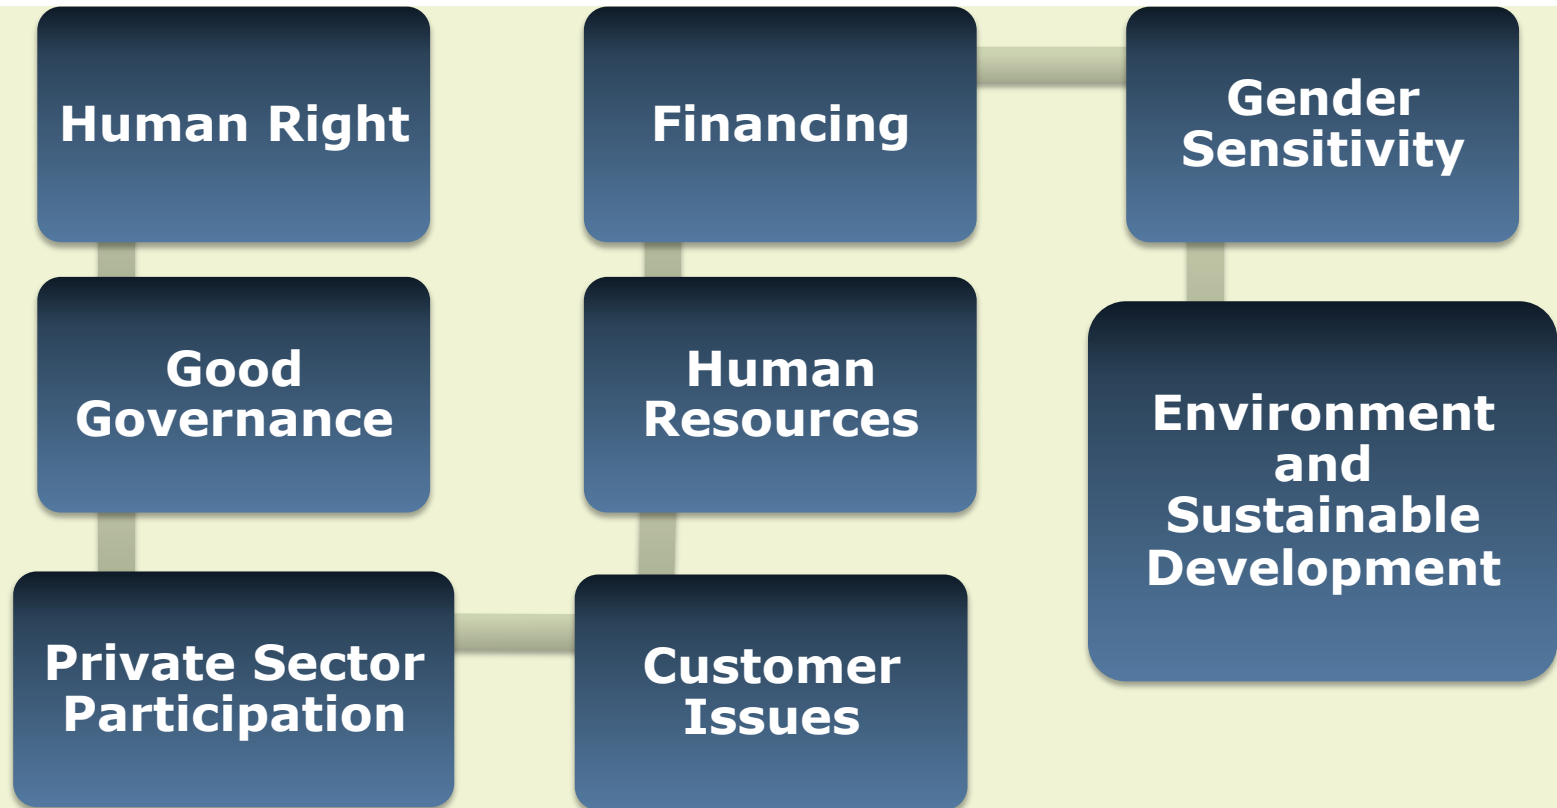 Human Right
Good
Governance
Private Sector
Participation
Customer
Issues
Human
Resources
Financing
Gender
Sensitivity
Environment
and
Sustainable
Development